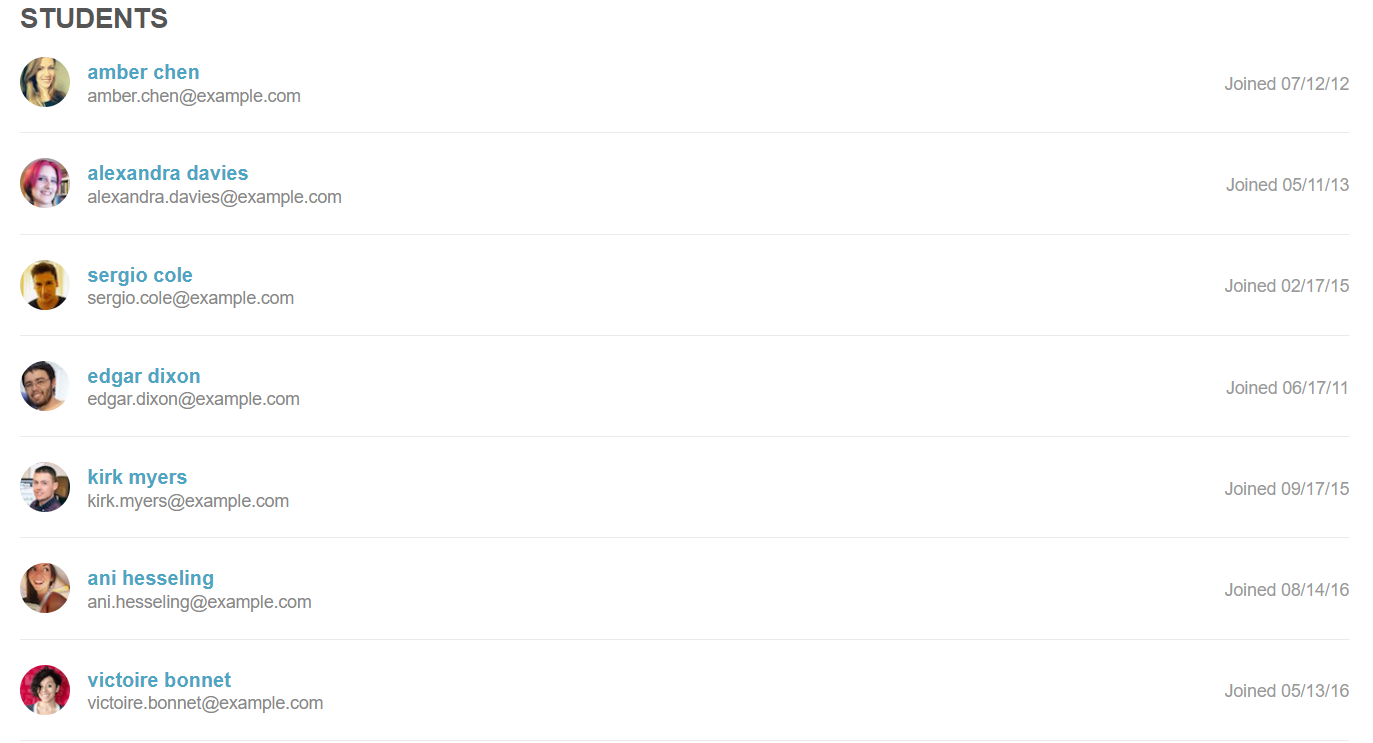 STUDENTS
amber chen
amber.chen@example.com
Joined 07/12/12
alexandra davies
alexandra.davies@example.com
Joined 05/11/13
sergio cole
sergio.cole@example.com
Joined 02/17/15
edgar dixon
edgar.dixon@example.com
Joined 06/17/11
kirk myers
kirk.myers@example.com
Joined 09/17/15
ani hesseling
ani.hesseling@example.com
Joined 08/14/16
victoire bonnet
victoire.bonnet@example.com
Joined 05/13/16